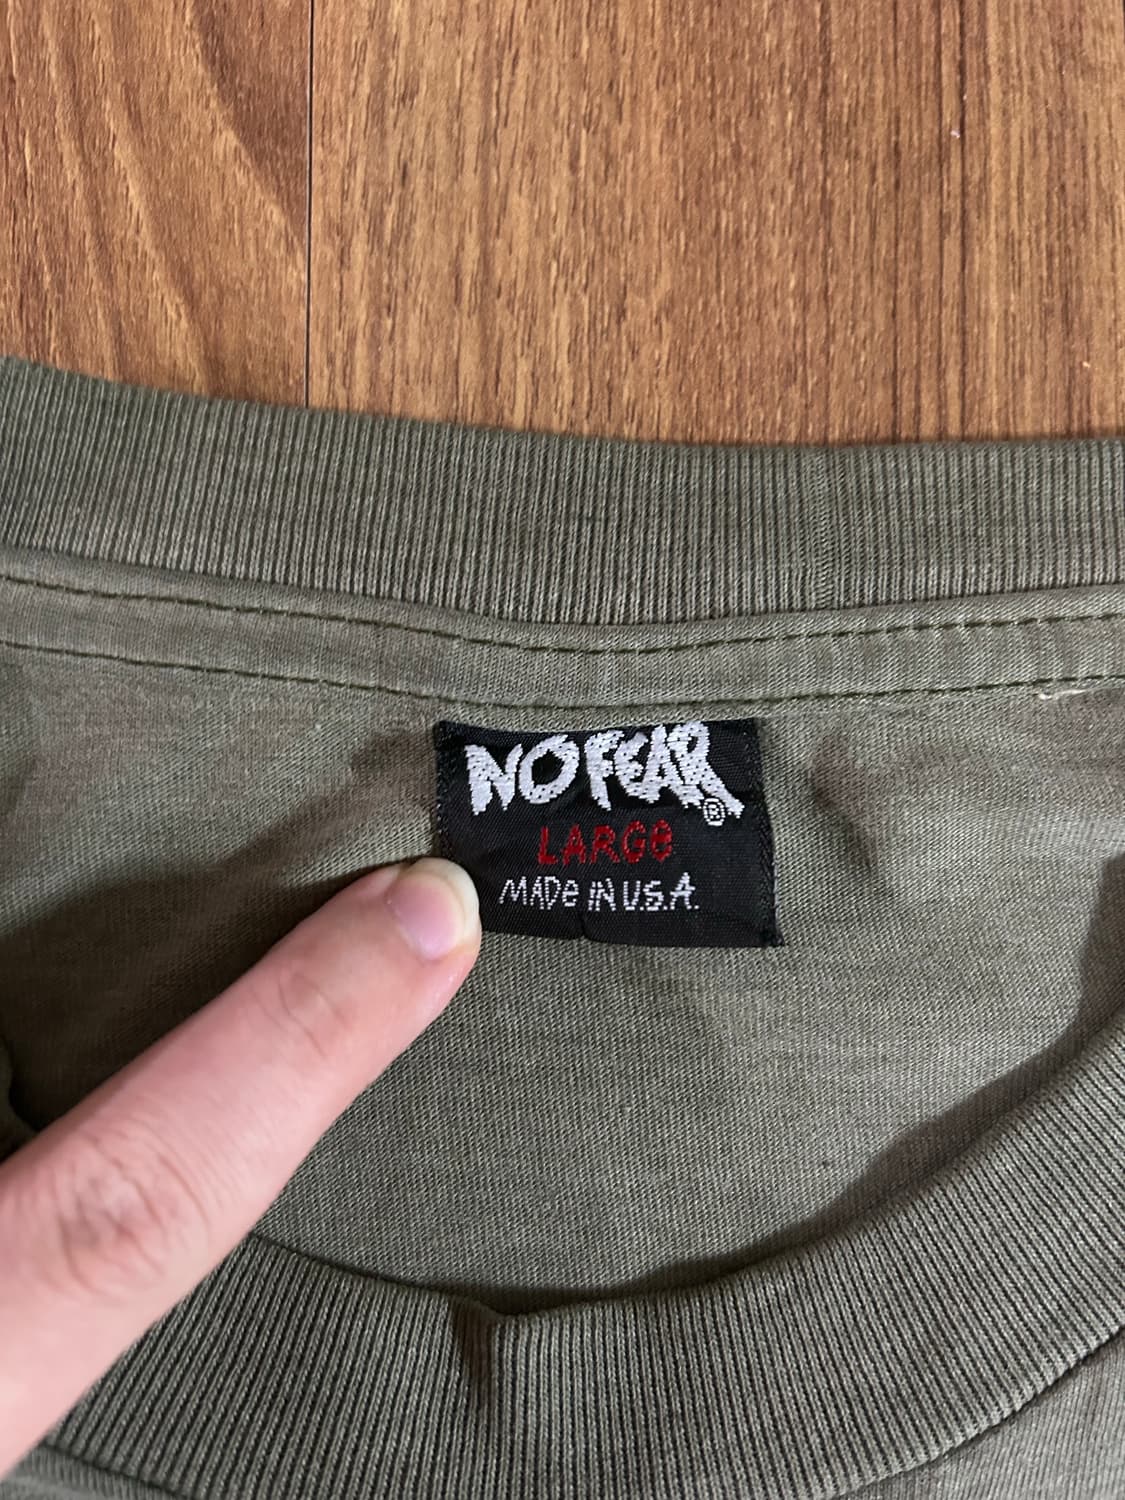 NO FEAR
®
LARGe
MADe IN U.S.A.